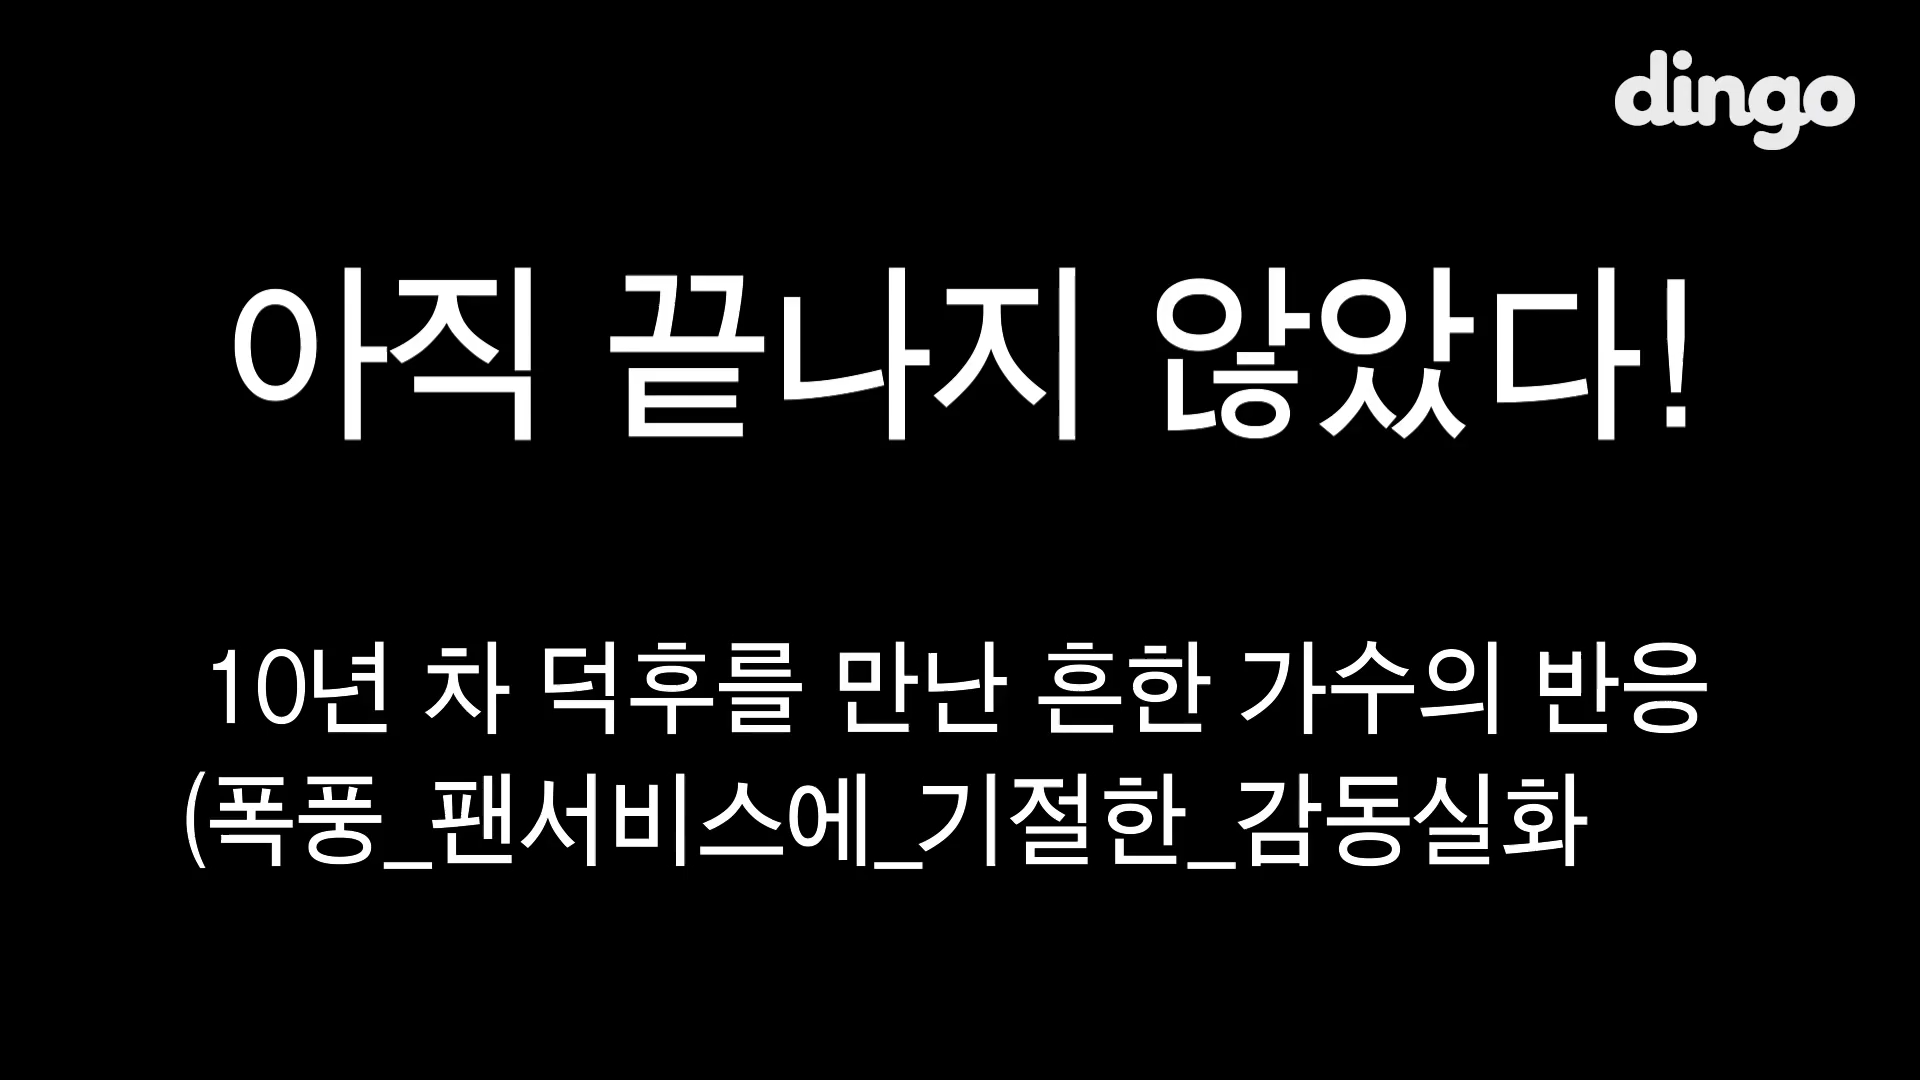 dingo
아직 끝나지 않았다!
10년 차 덕후를 만난 흔한 가수의 반응
(폭풍_팬서비스에_기절한_감동실화